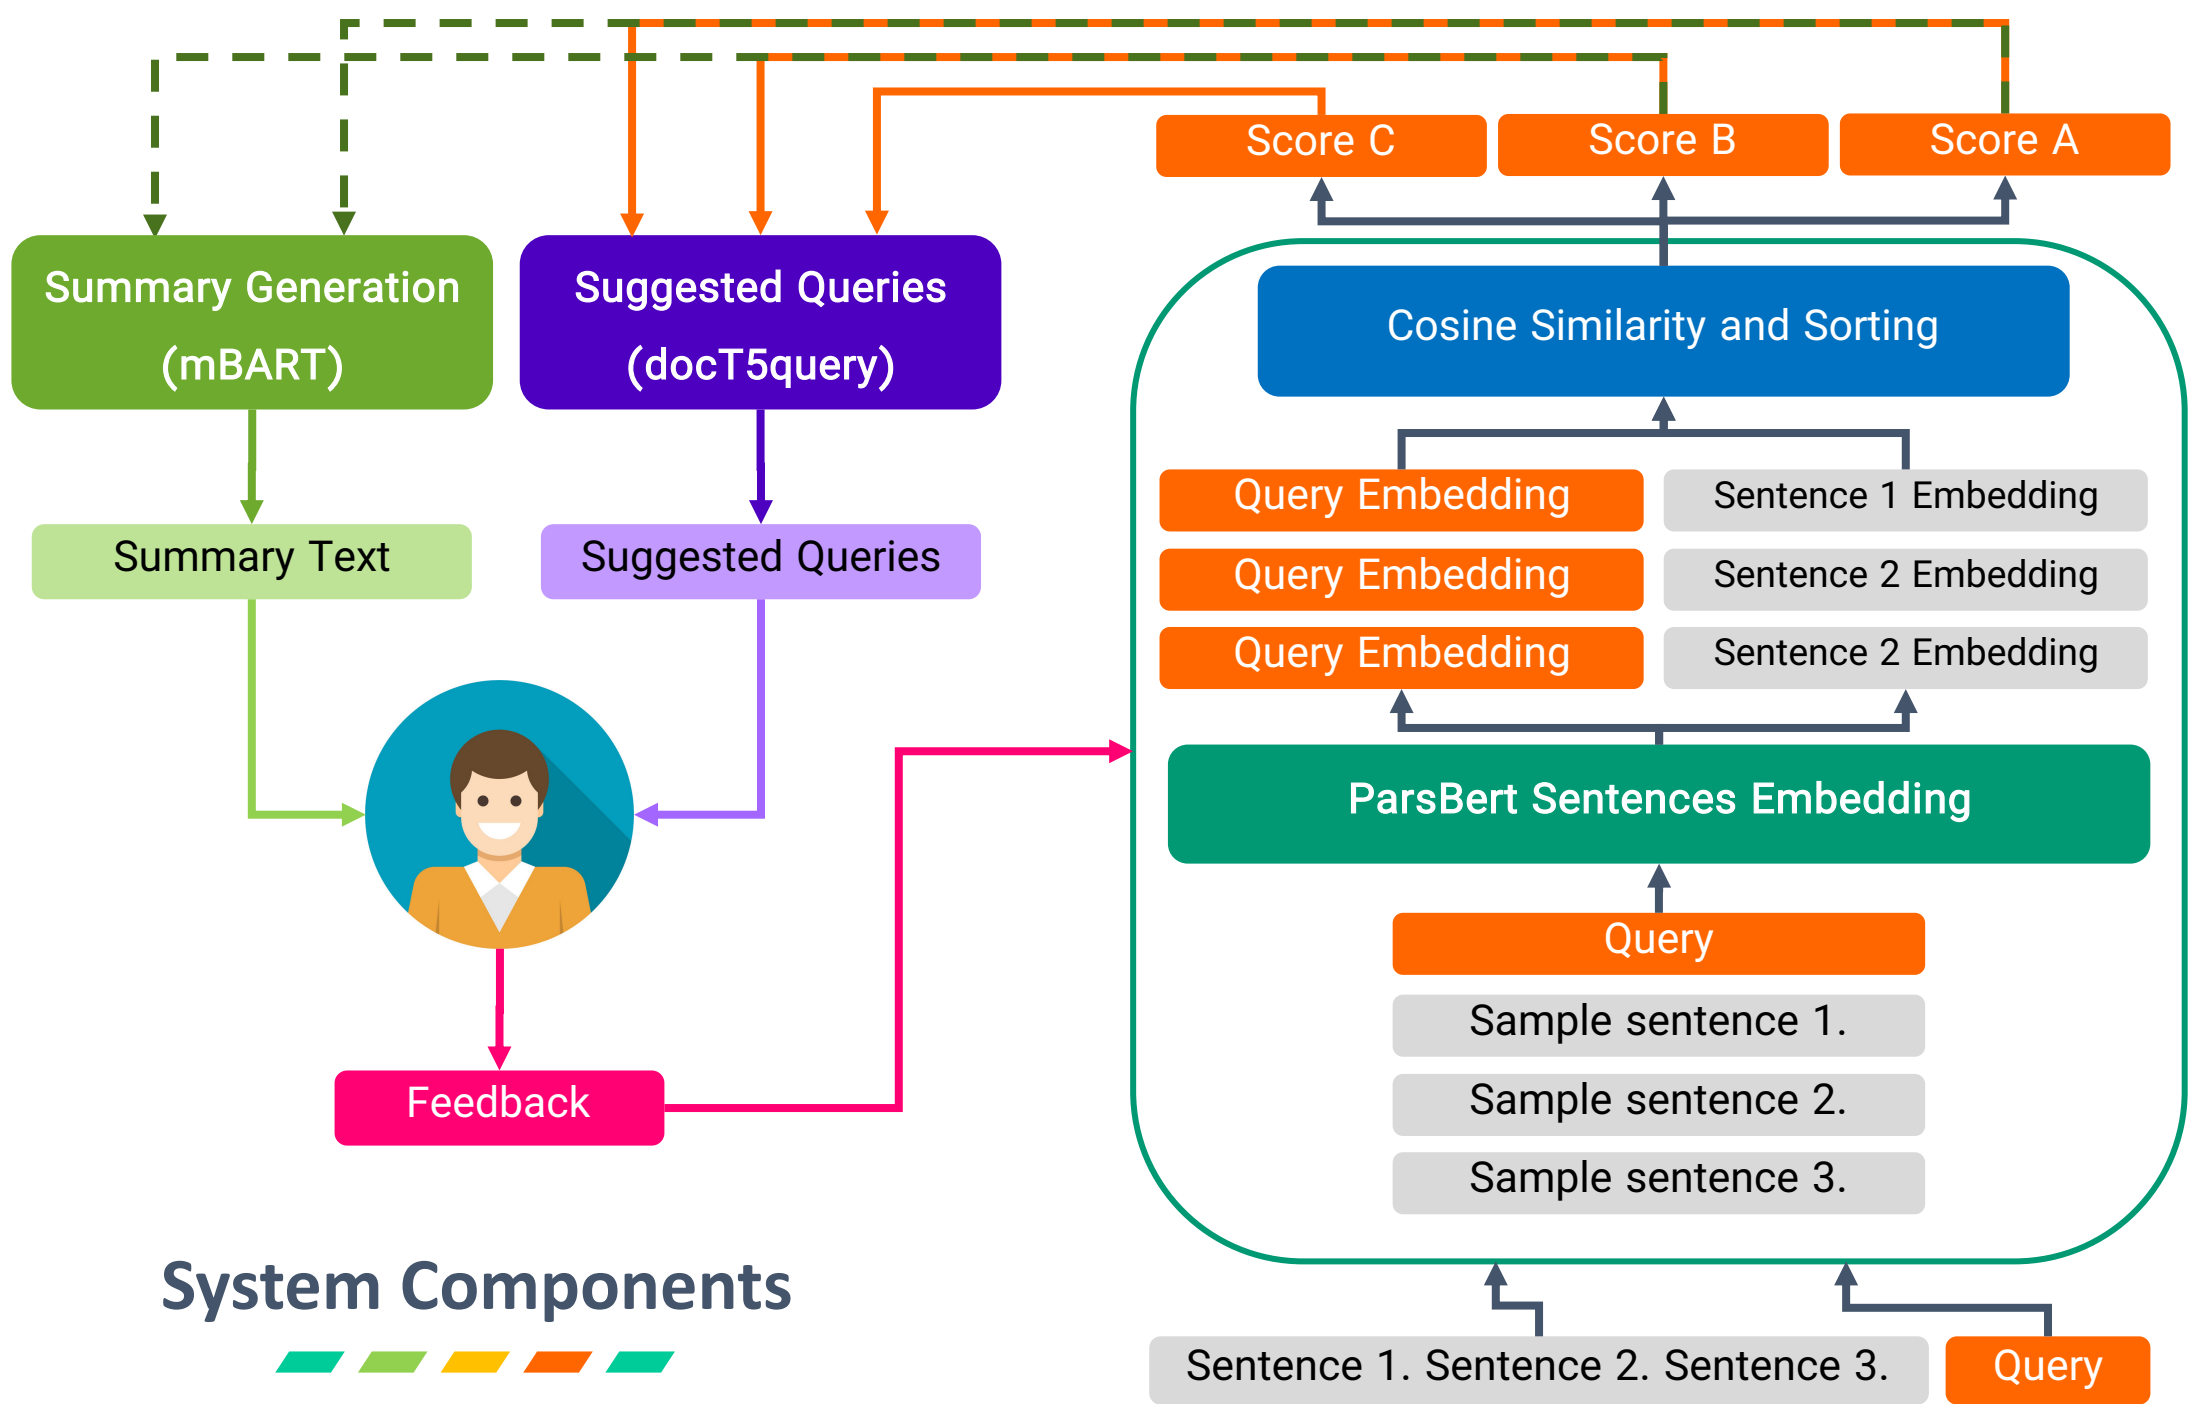 Score C
Score B
Score A
Summary Generation
(mBART)
Suggested Queries
(docT5query)
Cosine Similarity and Sorting
Query Embedding
Sentence 1 Embedding
Query Embedding
Sentence 2 Embedding
Query Embedding
Sentence 2 Embedding
Summary Text
Suggested Queries
ParsBert Sentences Embedding
Query
Sample sentence 1.
Sample sentence 2.
Sample sentence 3.
Feedback
System Components
Sentence 1. Sentence 2. Sentence 3.
Query